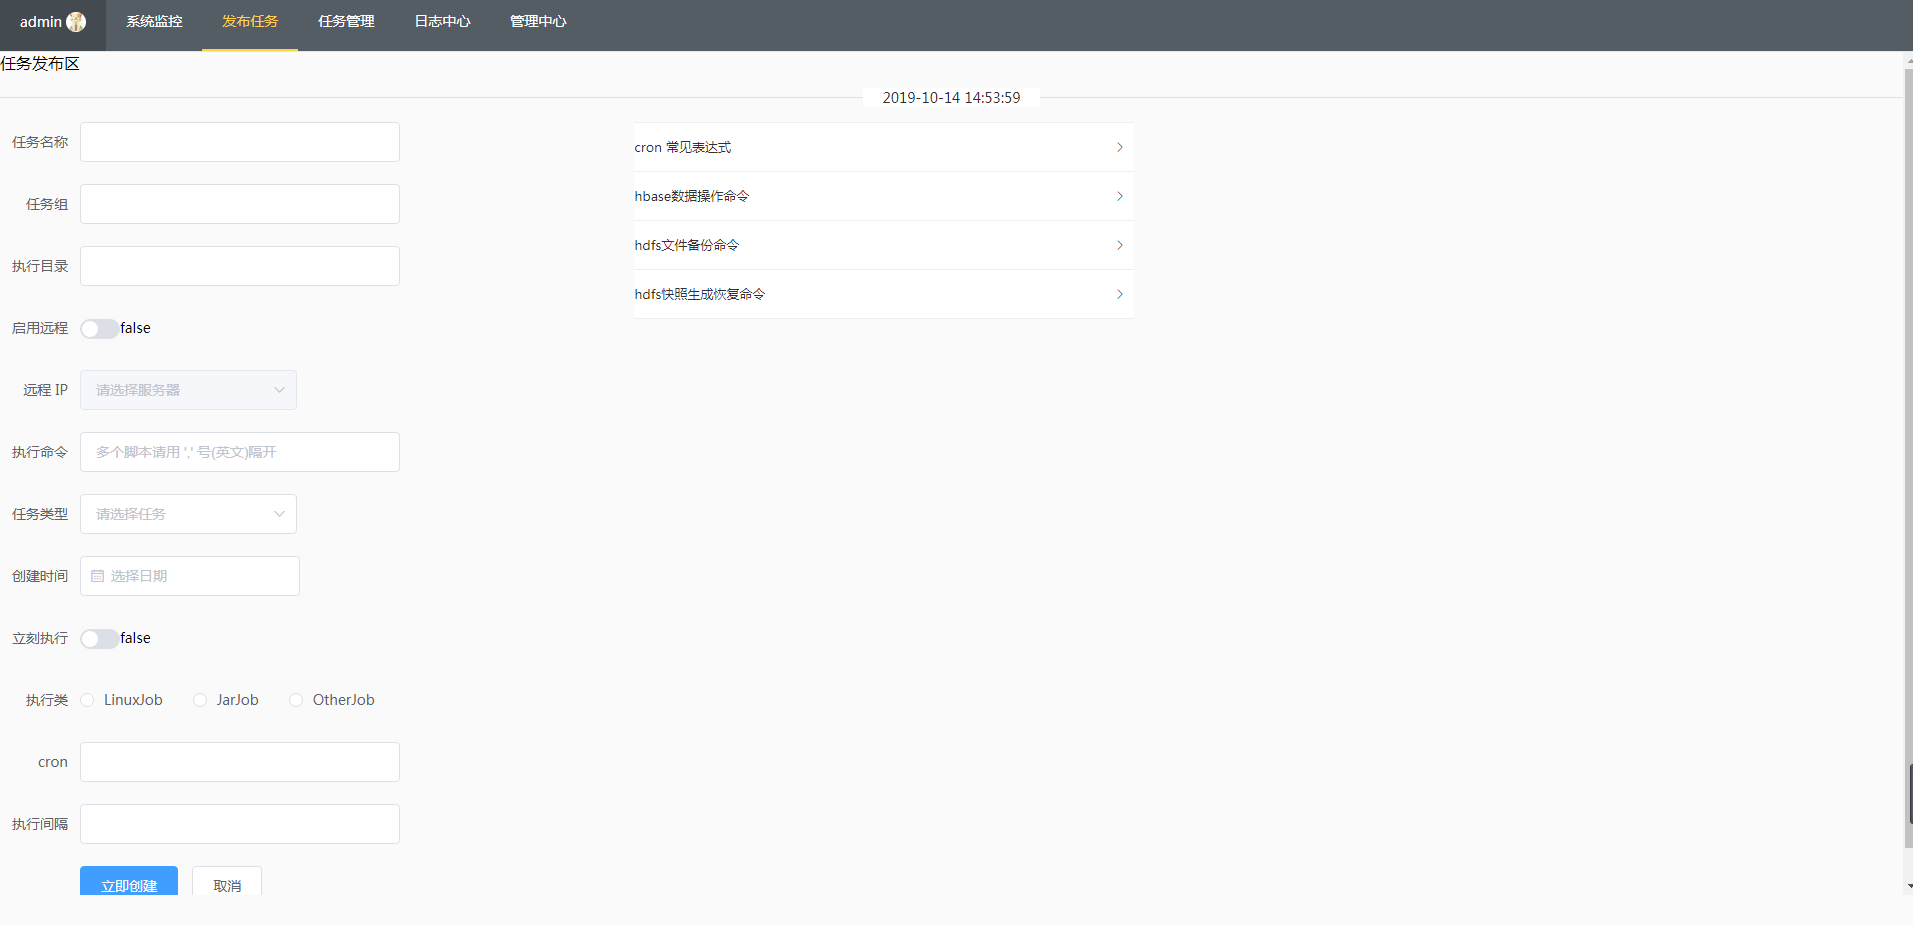 admin 系统监控 发布任务 任务管理 日志中心 管理中心
任务发布区
2019-10-14 14:53:59
任务名称
任务组
执行目录
启用远程 false
远程 IP 请选择服务器
执行命令 多个脚本请用 ',' 号(英文)隔开
任务类型 请选择任务
创建时间 选择日期
立刻执行 false
执行类 LinuxJob JarJob OtherJob
cron
执行间隔
立即创建 取消
cron 常见表达式
hbase数据操作命令
hdfs文件备份命令
hdfs快照生成恢复命令